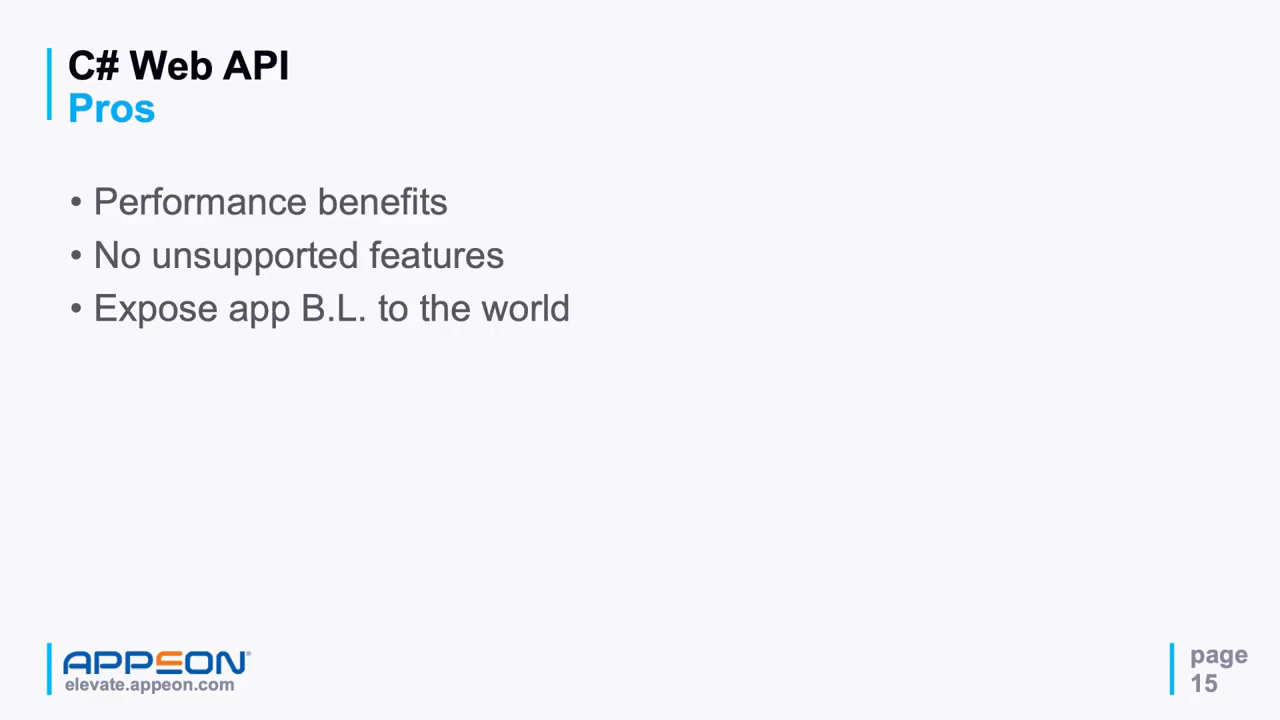 C# Web API
Pros
• Performance benefits
• No unsupported features
• Expose app B.L. to the world
APPEON®
elevate.appeon.com
page
15